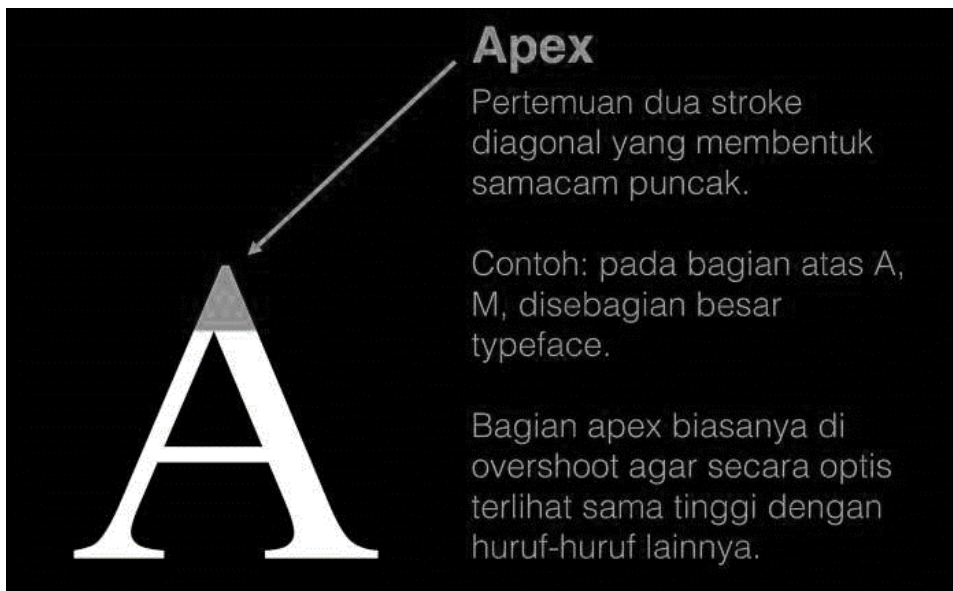 Apex
Pertemuan dua stroke
diagonal yang membentuk
samacam puncak.
Contoh: pada bagian atas A,
M, disebagian besar
typeface.
Bagian apex biasanya di
overshoot agar secara optis
terlihat sama tinggi dengan
huruf-huruf lainnya.
A